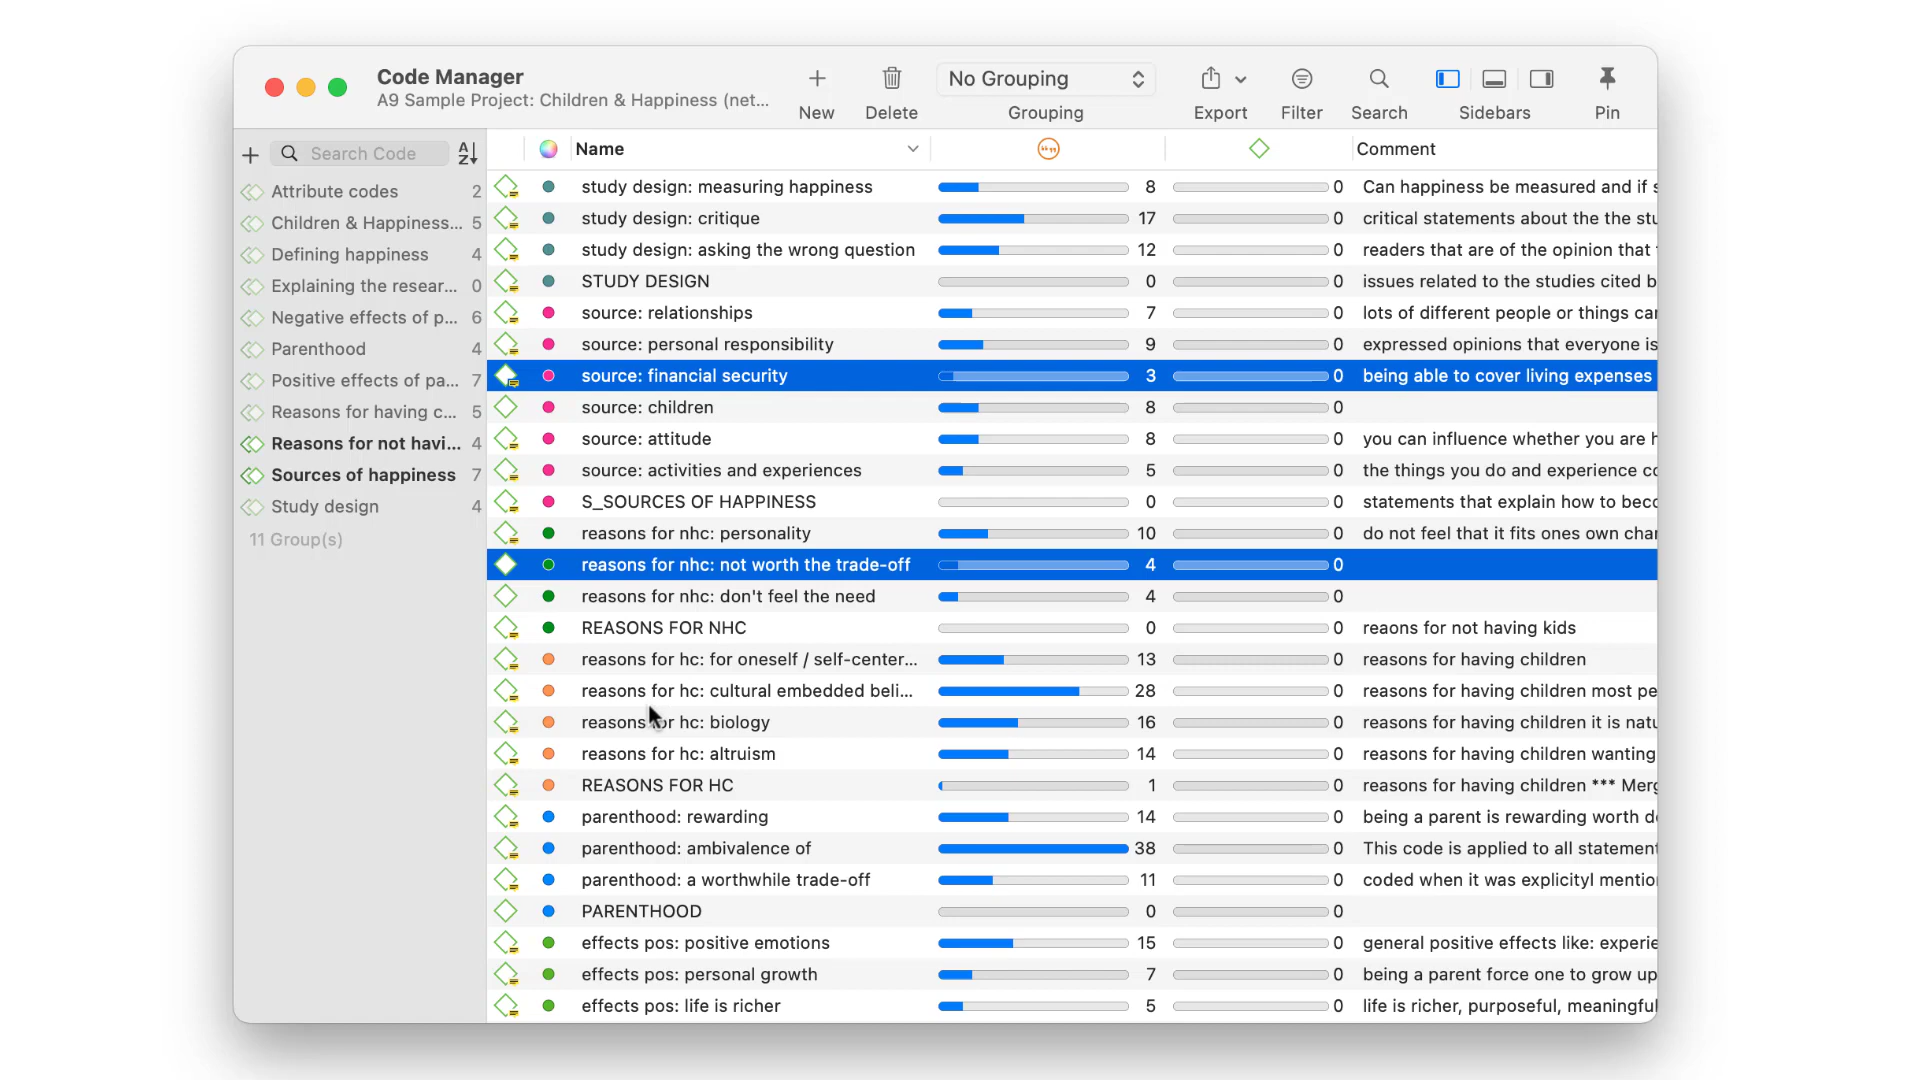 Code Manager
A9 Sample Project: Children & Happiness (net...
New
Delete
No Grouping
Grouping
Export
Filter
Search
Sidebars
Pin
Search Code
AZ
Attribute codes 2
Children & Happiness... 5
Defining happiness 4
Explaining the resear... 0
Negative effects of p... 6
Parenthood 4
Positive effects of pa... 7
Reasons for having c... 5
Reasons for not havi... 4
Sources of happiness 7
Study design 4
11 Group(s)
Name Comment
study design: measuring happiness 8 0 Can happiness be measured and if s
study design: critique 17 0 critical statements about the the stu
study design: asking the wrong question 12 0 readers that are of the opinion that
STUDY DESIGN 0 0 issues related to the studies cited b
source: relationships 7 0 lots of different people or things car
source: personal responsibility 9 0 expressed opinions that everyone is
source: financial security 3 0 being able to cover living expenses
source: children 8 0
source: attitude 8 0 you can influence whether you are h
source: activities and experiences 5 0 the things you do and experience co
S_SOURCES OF HAPPINESS 0 0 statements that explain how to beco
reasons for nhc: personality 10 0 do not feel that it fits ones own char
reasons for nhc: not worth the trade-off 4 0
reasons for nhc: don't feel the need 4 0
REASONS FOR NHC 0 0 reaons for not having kids
reasons for hc: for oneself / self-center... 13 0 reasons for having children
reasons for hc: cultural embedded beli... 28 0 reasons for having children most pe
reasons for hc: biology 16 0 reasons for having children it is natu
reasons for hc: altruism 14 0 reasons for having children wanting
REASONS FOR HC 1 0 reasons for having children *** Merg
parenthood: rewarding 14 0 being a parent is rewarding worth d
parenthood: ambivalence of 38 0 This code is applied to all statement
parenthood: a worthwhile trade-off 11 0 coded when it was explicityl mentio
PARENTHOOD 0 0
effects pos: positive emotions 15 0 general positive effects like: experie
effects pos: personal growth 7 0 being a parent force one to grow up
effects pos: life is richer 5 0 life is richer, purposeful, meaningful